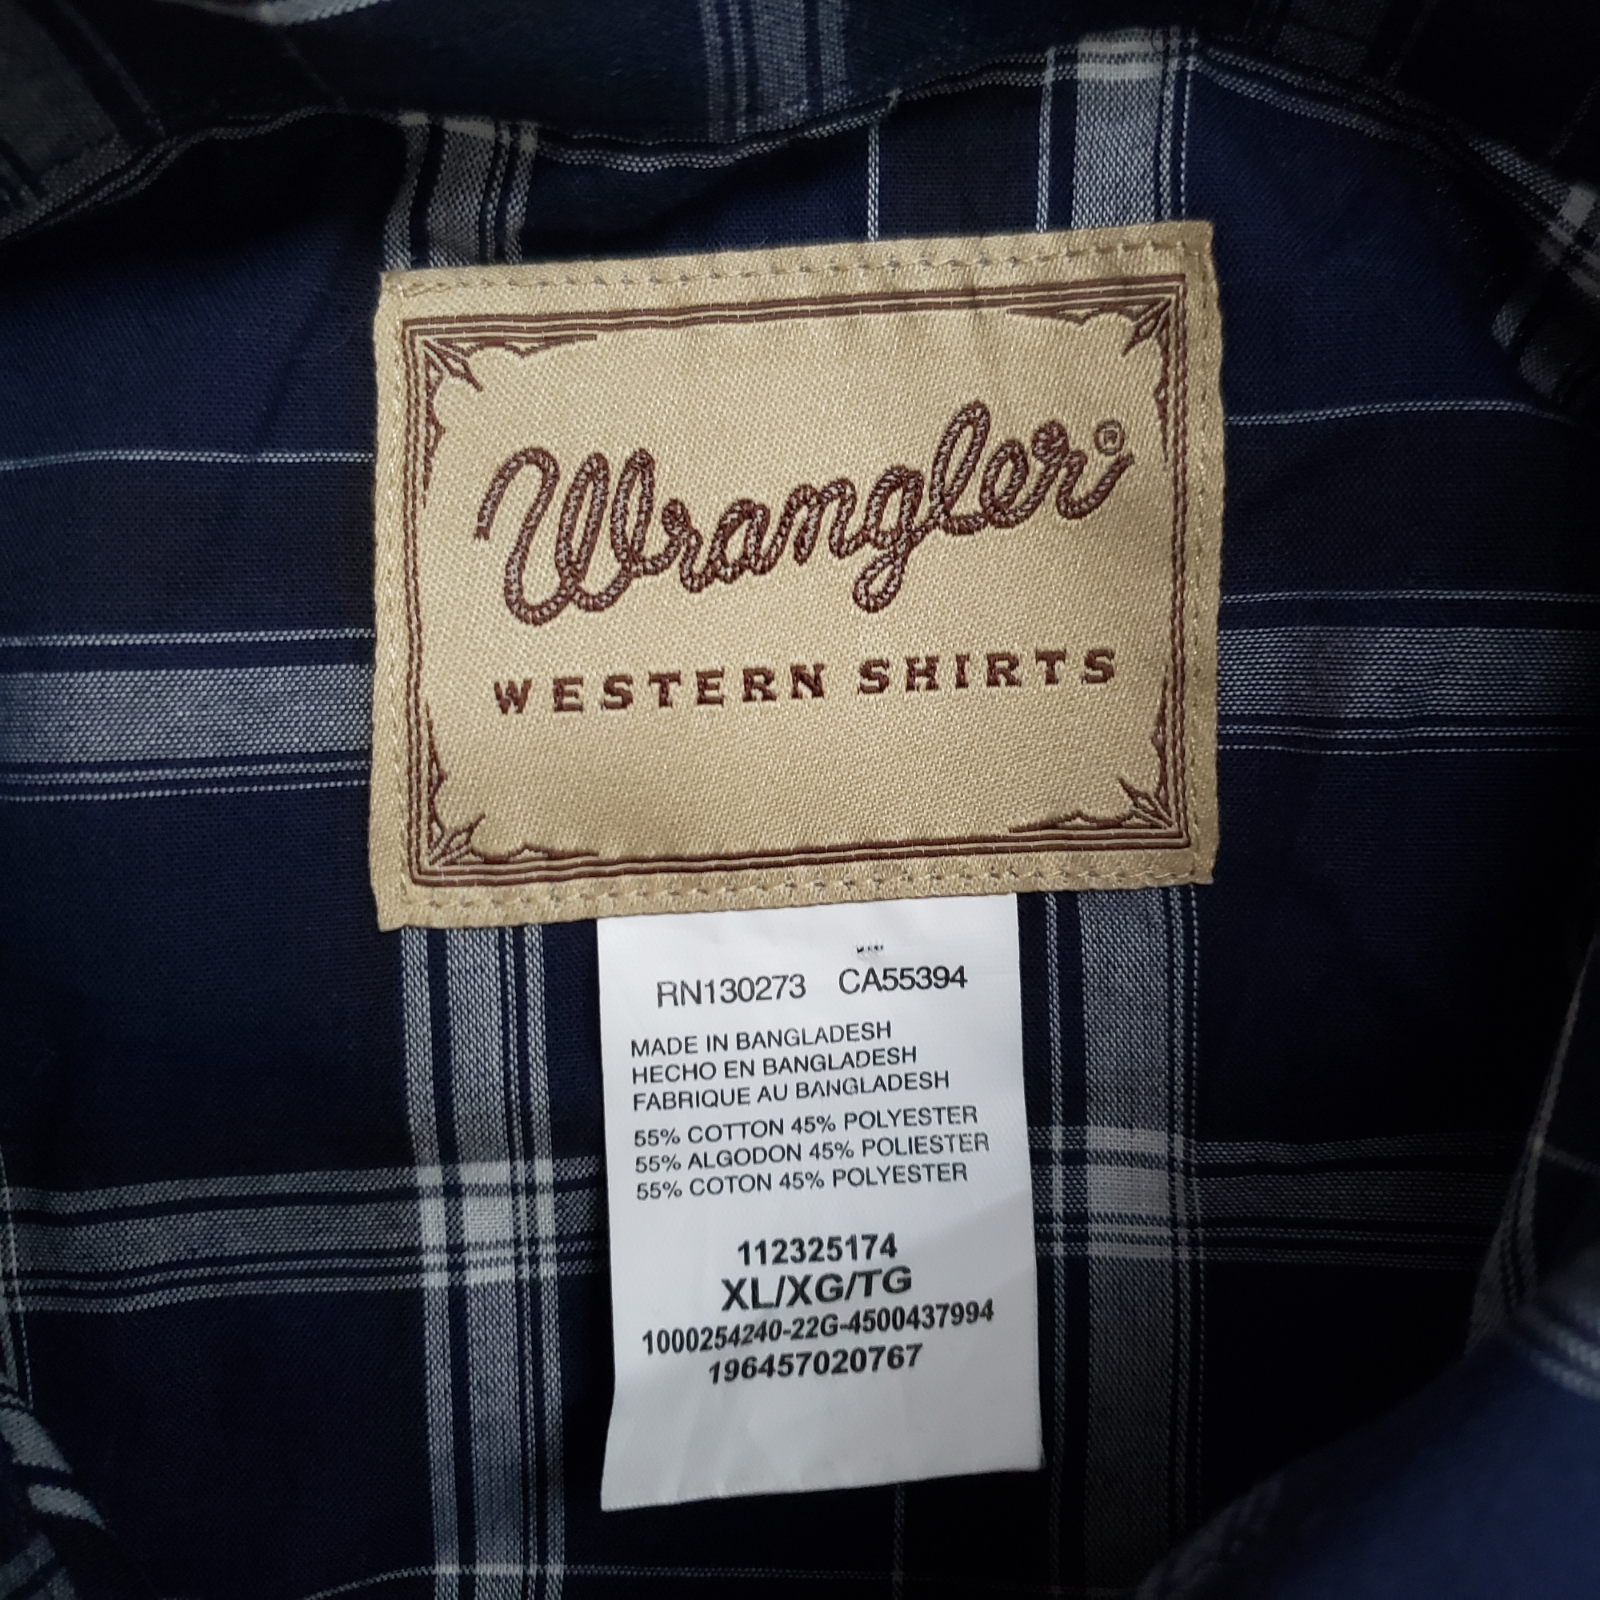 Wrangler®
WESTERN SHIRTS
RN130273 CA55394
MADE IN BANGLADESH
HECHO EN BANGLADESH
FABRIQUE AU BANGLADESH
55% COTTON 45% POLYESTER
55% ALGODON 45% POLIESTER
55% COTON 45% POLYESTER
112325174
XL/XG/TG
1000254240-22G-4500437994
196457020767